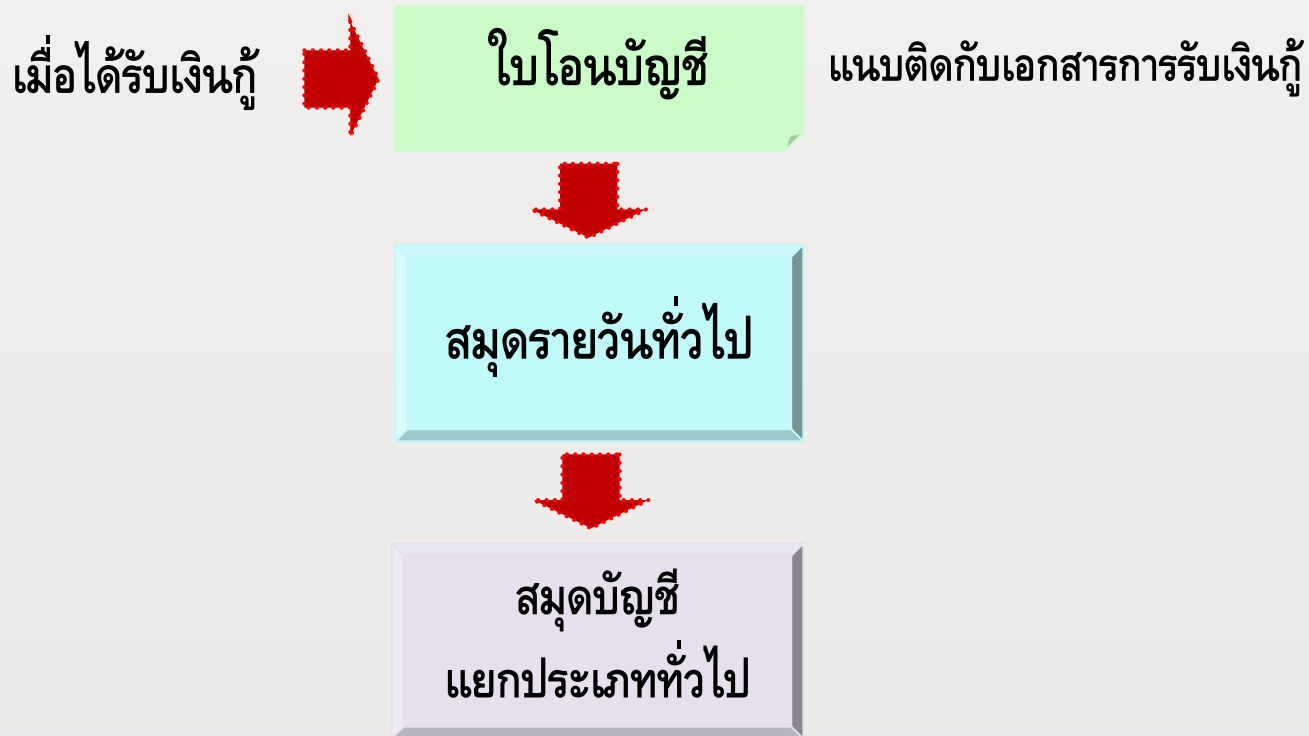 เมื่อได้รับเงินกู้
ใบโอนบัญชี
แนบติดกับเอกสารการรับเงินกู้
สมุดรายวันทั่วไป
สมุดบัญชี
แยกประเภททั่วไป